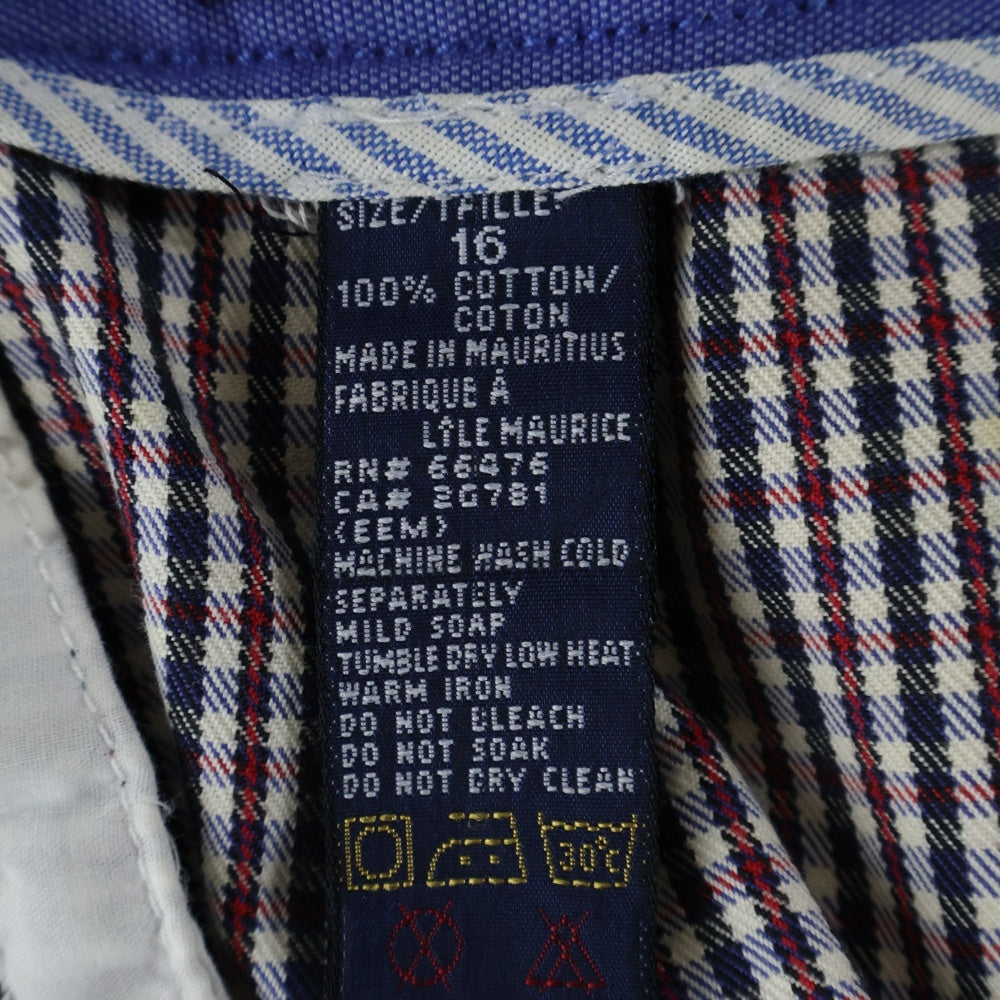 SIZE/TAILLE:
16
100% COTTON/
COTON
MADE IN MAURITIUS
FABRIQUE À
L'ÎLE MAURICE
RN# 66476
CA# 30781
(EEM)
MACHINE WASH COLD
SEPARATELY
MILD SOAP
TUMBLE DRY LOW HEAT
WARM IRON
DO NOT BLEACH
DO NOT SOAK
DO NOT DRY CLEAN
30°C